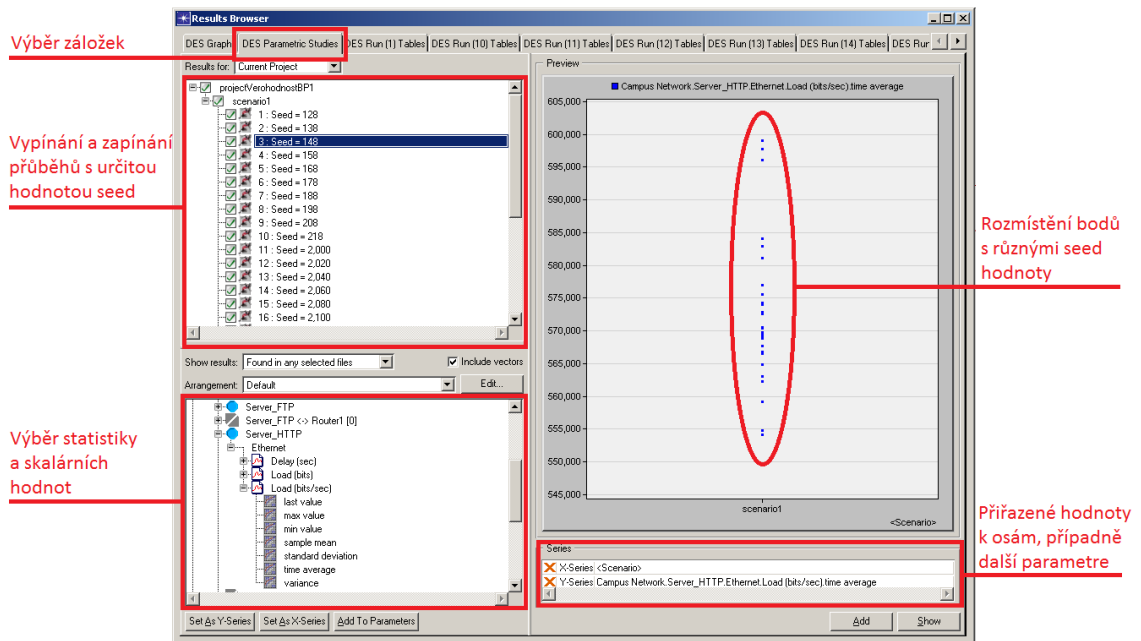 Results Browser
DES Graph DES Parametric Studies DES Run (1) Tables DES Run (10) Tables DES Run (11) Tables DES Run (12) Tables DES Run (13) Tables DES Run (14) Tables DES Run
Výběr záložek
Results for: Current Project
projectVerohodnostBP1
scenario1
1 : Seed = 128
2 : Seed = 138
3 : Seed = 148
4 : Seed = 158
5 : Seed = 168
6 : Seed = 178
7 : Seed = 188
8 : Seed = 198
9 : Seed = 208
10 : Seed = 218
11 : Seed = 2,000
12 : Seed = 2,020
13 : Seed = 2,040
14 : Seed = 2,060
15 : Seed = 2,080
16 : Seed = 2,100
Vypínání a zapínání
přůběhů s určitou
hodnotou seed
Show results: Found in any selected files
Include vectors
Arrangement: Default
Edit...
Server_FTP
Server_FTP <-> Router1 [0]
Server_HTTP
Ethernet
Delay (sec)
Load (bits)
Load (bits/sec)
last value
max value
min value
sample mean
standard deviation
time average
variance
Výběr statistiky
a skalárních
hodnot
Set As Y-Series Set As X-Series Add To Parameters
Preview
Campus Network.Server_HTTP.Ethernet.Load (bits/sec).time average
605,000
600,000
595,000
590,000
585,000
580,000
575,000
570,000
565,000
560,000
555,000
550,000
545,000
scenario1
<Scenario>
Rozmístění bodů
s různými seed
hodnoty
Series
X-Series <Scenario>
Y-Series Campus Network.Server_HTTP.Ethernet.Load (bits/sec).time average
Přiřazené hodnoty
k osám, případně
další parametre
Add Show